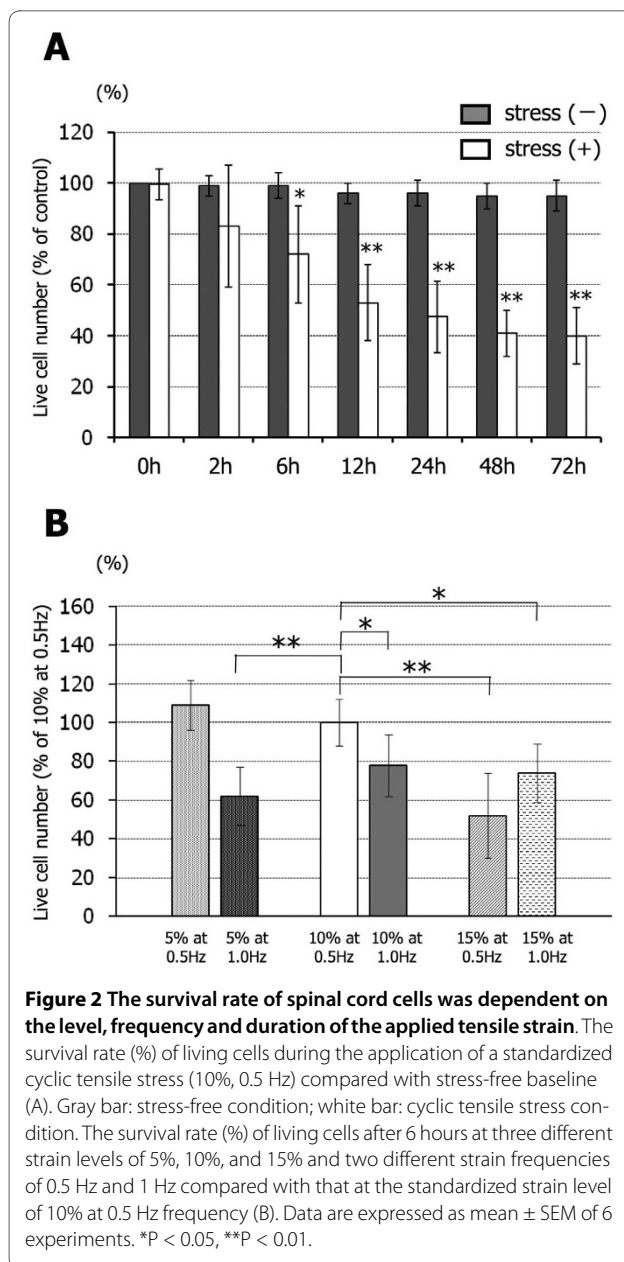 A
(%)
stress (−)
stress (+)
Live cell number (% of control)
120
100
80
60
40
20
0
*
**
**
**
**
0h 2h 6h 12h 24h 48h 72h
B
(%)
Live cell number (% of 10% at 0.5Hz)
160
140
120
100
80
60
40
20
0
*
**
*
**
5% at 5% at 10% at 10% at 15% at 15% at
0.5Hz 1.0Hz 0.5Hz 1.0Hz 0.5Hz 1.0Hz
Figure 2 The survival rate of spinal cord cells was dependent on
the level, frequency and duration of the applied tensile strain. The
survival rate (%) of living cells during the application of a standardized
cyclic tensile stress (10%, 0.5 Hz) compared with stress-free baseline
(A). Gray bar: stress-free condition; white bar: cyclic tensile stress con-
dition. The survival rate (%) of living cells after 6 hours at three different
strain levels of 5%, 10%, and 15% and two different strain frequencies
of 0.5 Hz and 1 Hz compared with that at the standardized strain level
of 10% at 0.5 Hz frequency (B). Data are expressed as mean ± SEM of 6
experiments. *P < 0.05, **P < 0.01.